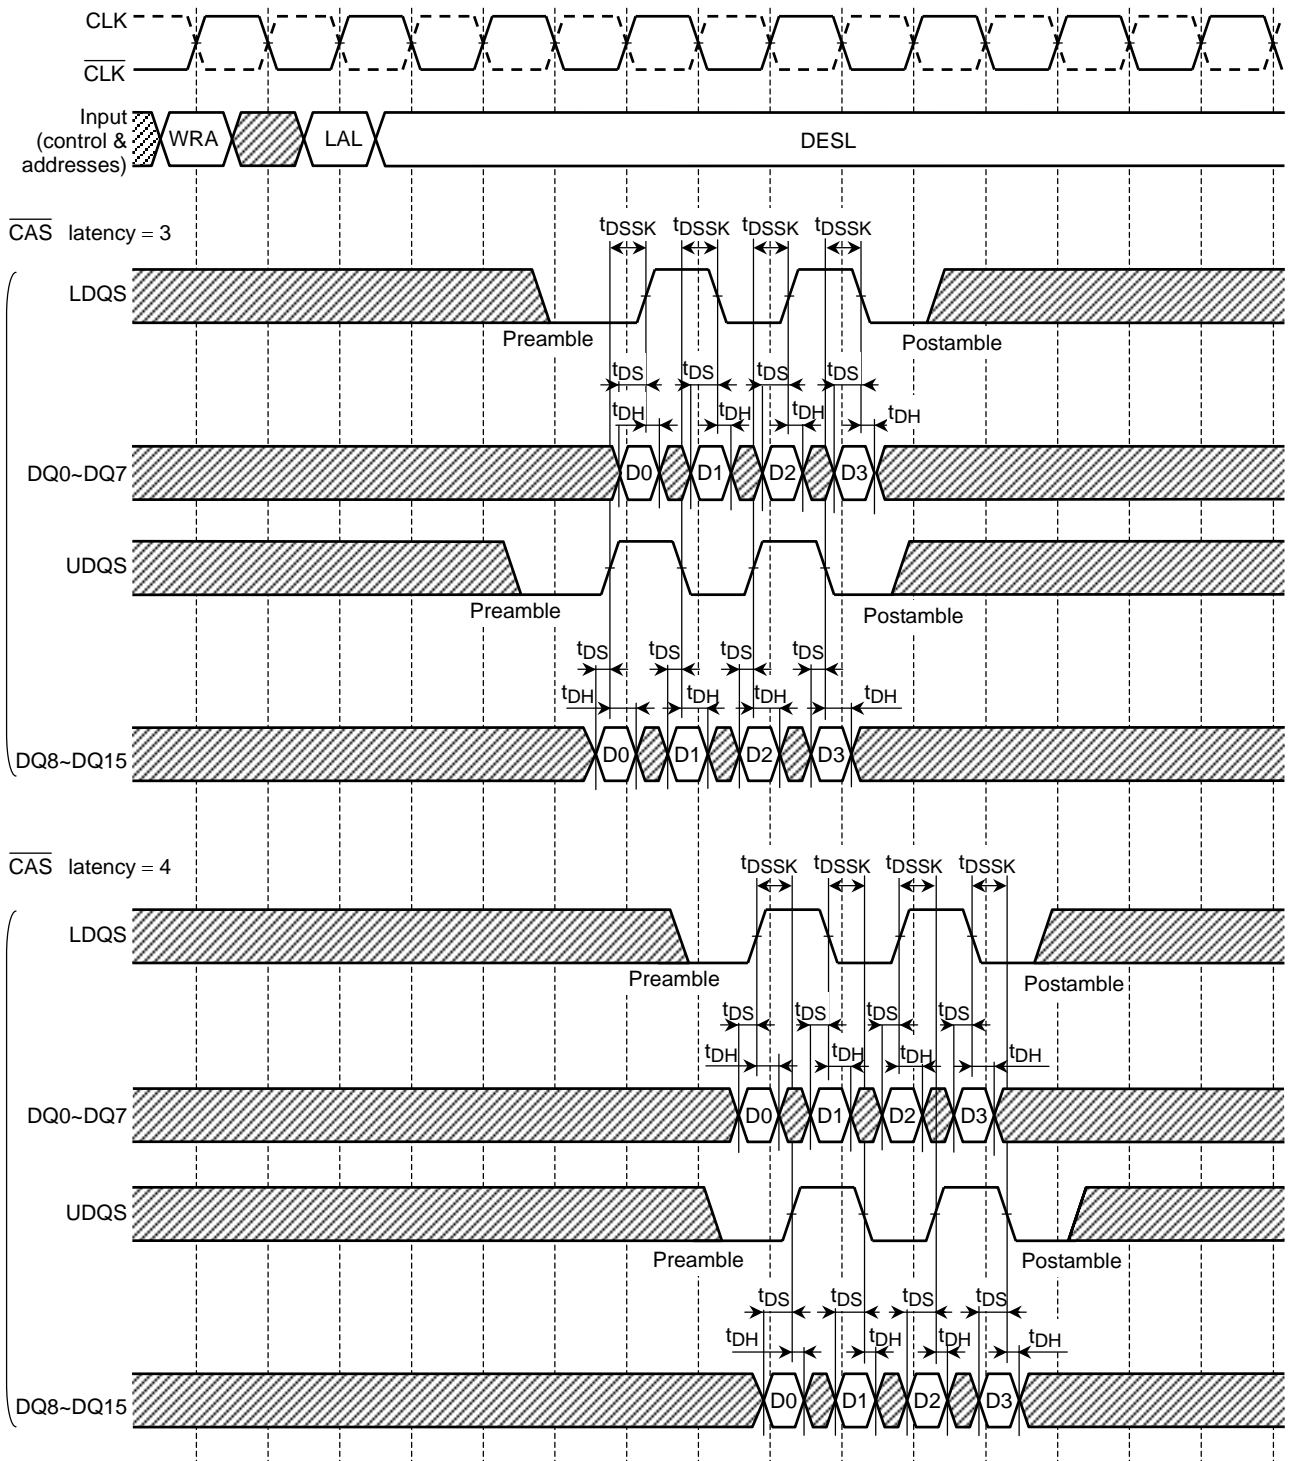 CLK
CLK
Input
(control &
addresses)
WRA
LAL
DESL
CAS latency = 3
tDSSK tDSSK tDSSK tDSSK
LDQS
Preamble
Postamble
tDS tDS tDS tDS
tDH tDH tDH tDH
DQ0~DQ7
D0 D1 D2 D3
UDQS
Preamble
Postamble
tDS tDS tDS tDS
tDH tDH tDH tDH
DQ8~DQ15
D0 D1 D2 D3
CAS latency = 4
tDSSK tDSSK tDSSK tDSSK
LDQS
Preamble
Postamble
tDS tDS tDS tDS
tDH tDH tDH tDH
DQ0~DQ7
D0 D1 D2 D3
UDQS
Preamble
Postamble
tDS tDS tDS tDS
tDH tDH tDH tDH
DQ8~DQ15
D0 D1 D2 D3